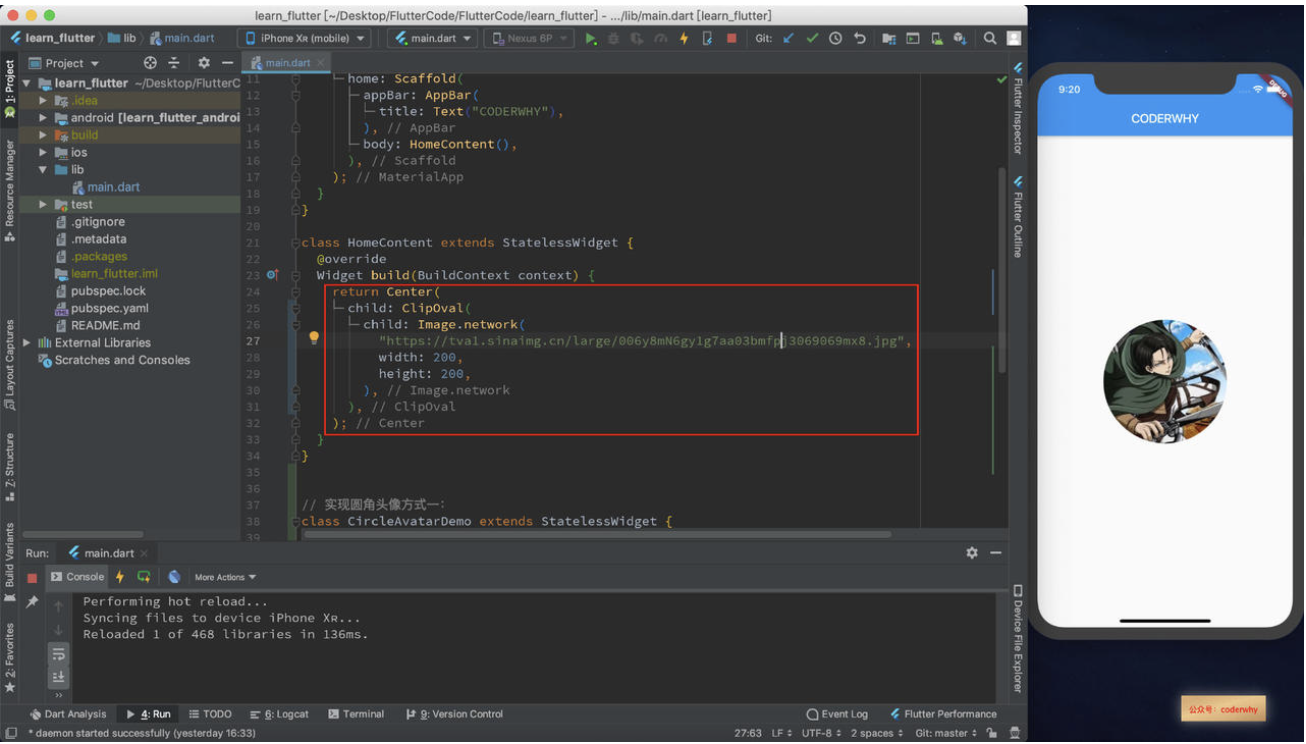 learn_flutter [~/Desktop/FlutterCode/FlutterCode/learn_flutter] - .../lib/main.dart [learn_flutter]
learn_flutter lib main.dart iPhone XR (mobile) main.dart Nexus 6P Git:
1: Project
Resource Manager
Layout Captures
Z: Structure
Build Variants
2: Favorites
Project
learn_flutter ~/Desktop/FlutterC
.idea
android [learn_flutter_androi
build
ios
lib
main.dart
test
.gitignore
.metadata
.packages
learn_flutter.iml
pubspec.lock
pubspec.yaml
README.md
External Libraries
Scratches and Consoles
main.dart
11 home: Scaffold(
12 appBar: AppBar(
13 title: Text("CODERWHY"),
14 ), // AppBar
15 body: HomeContent(),
16 ), // Scaffold
17 ); // MaterialApp
18 }
19 }
20
21 class HomeContent extends StatelessWidget {
22 @override
23 Widget build(BuildContext context) {
24 return Center(
25 child: ClipOval(
26 child: Image.network(
27 "https://tva1.sinaimg.cn/large/006y8mN6gy1g7aa03bmfpj3069069mx8.jpg",
28 width: 200,
29 height: 200,
30 ), // Image.network
31 ), // ClipOval
32 ); // Center
33 }
34 }
35
36
37 // 实现圆角头像方式一：
38 class CircleAvatarDemo extends StatelessWidget {
39
Flutter Inspector
Flutter Outline
Device File Explorer
Run: main.dart
Console More Actions
Performing hot reload...
Syncing files to device iPhone XR...
Reloaded 1 of 468 libraries in 136ms.
Dart Analysis 4: Run TODO 6: Logcat Terminal 9: Version Control Event Log Flutter Performance
* daemon started successfully (yesterday 16:33) 27:63 LF UTF-8 2 spaces Git: master
9:20
DEBUG
CODERWHY
公众号：coderwhy